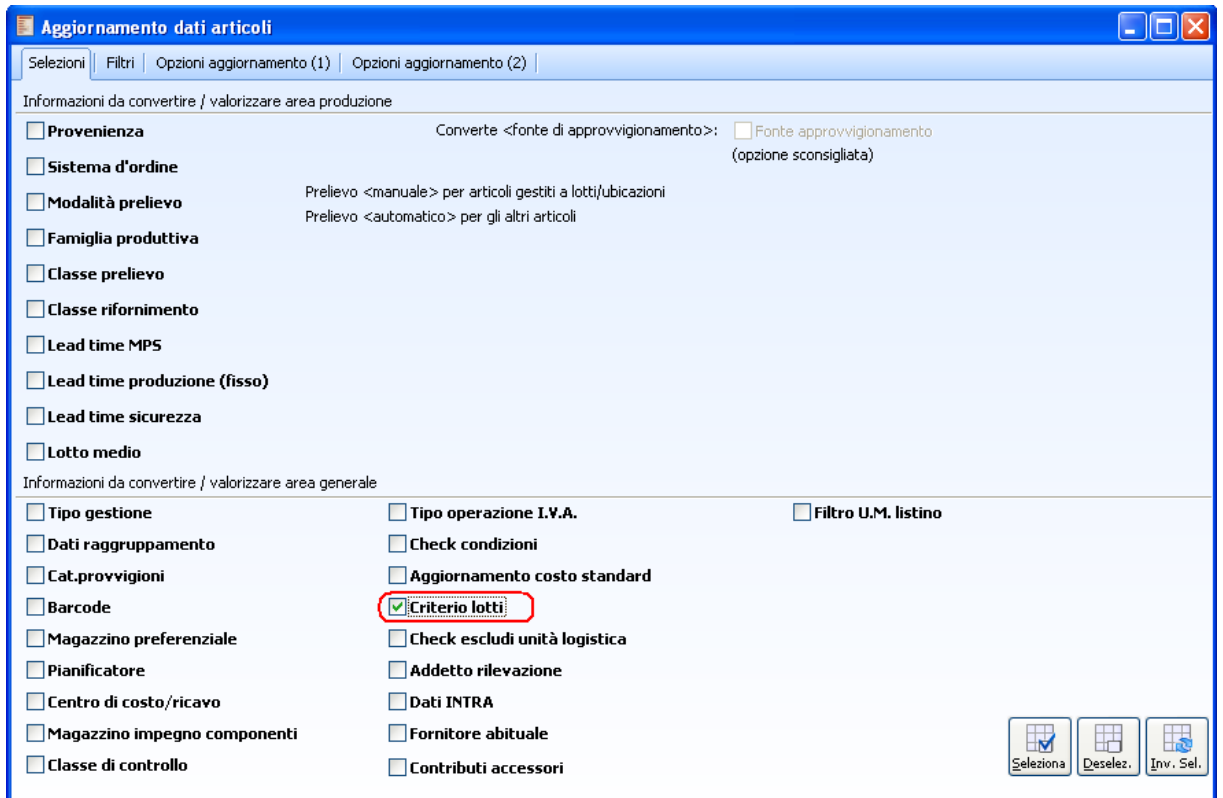 Aggiornamento dati articoli
Selezioni Filtri Opzioni aggiornamento (1) Opzioni aggiornamento (2)
Informazioni da convertire / valorizzare area produzione
Provenienza Converte <fonte di approvvigionamento>: Fonte approvvigionamento
(opzione sconsigliata)
Sistema d'ordine
Modalità prelievo Prelievo <manuale> per articoli gestiti a lotti/ubicazioni
Prelievo <automatico> per gli altri articoli
Famiglia produttiva
Classe prelievo
Classe rifornimento
Lead time MPS
Lead time produzione (fisso)
Lead time sicurezza
Lotto medio
Informazioni da convertire / valorizzare area generale
Tipo gestione Tipo operazione I.V.A. Filtro U.M. listino
Dati raggruppamento Check condizioni
Cat.provvigioni Aggiornamento costo standard
Barcode Criterio lotti
Magazzino preferenziale Check escludi unità logistica
Pianificatore Addetto rilevazione
Centro di costo/ricavo Dati INTRA
Magazzino impegno componenti Fornitore abituale
Classe di controllo Contributi accessori
Seleziona Deselez. Inv. Sel.